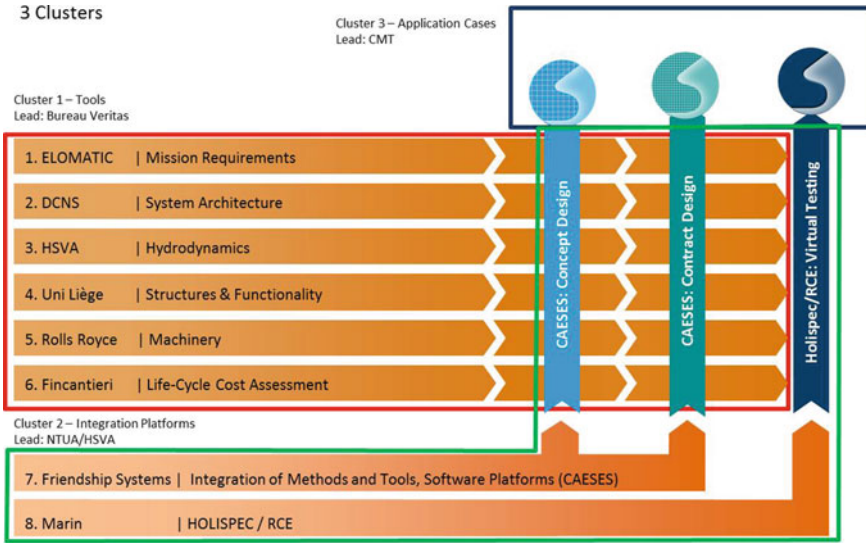 3 Clusters
Cluster 3 – Application Cases
Lead: CMT
Cluster 1 – Tools
Lead: Bureau Veritas
1. ELOMATIC | Mission Requirements
2. DCNS | System Architecture
3. HSVA | Hydrodynamics
4. Uni Liège | Structures & Functionality
5. Rolls Royce | Machinery
6. Fincantieri | Life-Cycle Cost Assessment
CAESES: Concept Design
CAESES: Contract Design
Holispec/RCE: Virtual Testing
Cluster 2 – Integration Platforms
Lead: NTUA/HSVA
7. Friendship Systems | Integration of Methods and Tools, Software Platforms (CAESES)
8. Marin | HOLISPEC / RCE